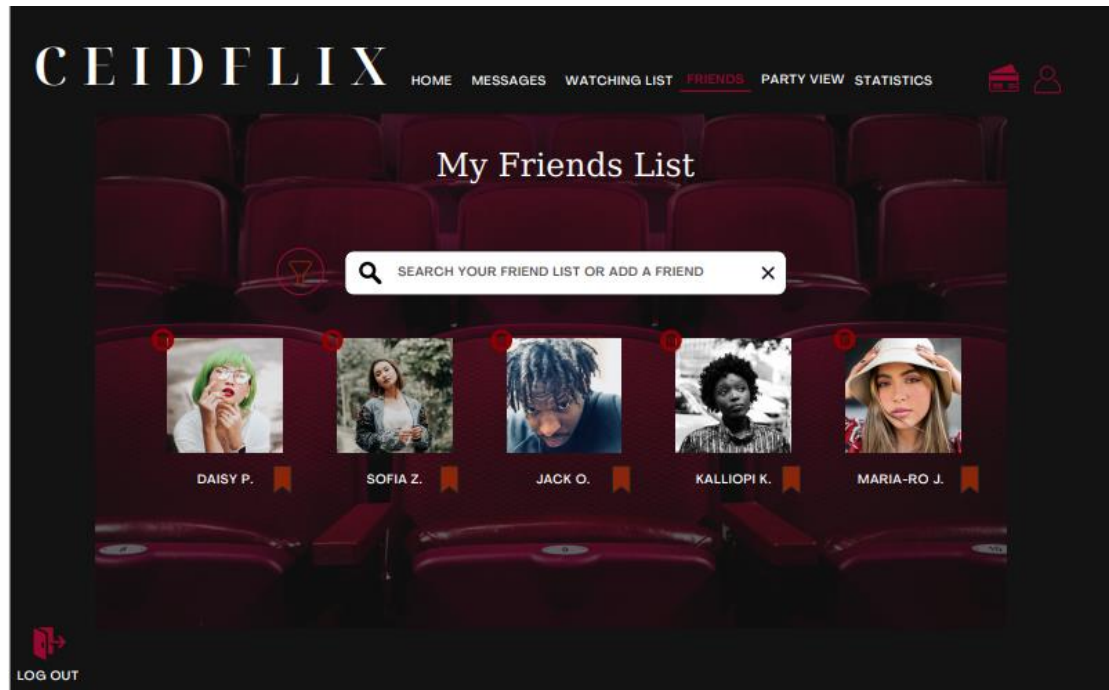 CEIDFLIX HOME MESSAGES WATCHING LIST FRIENDS PARTY VIEW STATISTICS
My Friends List
SEARCH YOUR FRIEND LIST OR ADD A FRIEND
DAISY P. SOFIA Z. JACK O. KALLIOPI K. MARIA-RO J.
LOG OUT